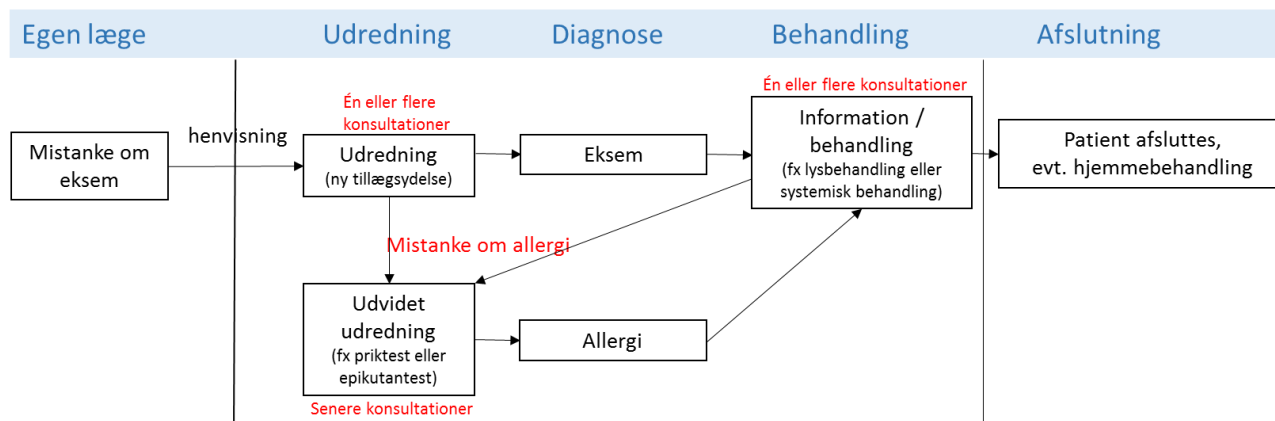 Egen læge
Udredning
Diagnose
Behandling
Afslutning
henvisning
Mistanke om
eksem
Én eller flere
konsultationer
Udredning
(ny tillægsydelse)
Eksem
Én eller flere konsultationer
Information /
behandling
(fx lysbehandling eller
systemisk behandling)
Patient afsluttes,
evt. hjemmebehandling
Mistanke om allergi
Udvidet
udredning
(fx priktest eller
epikutantest)
Senere konsultationer
Allergi